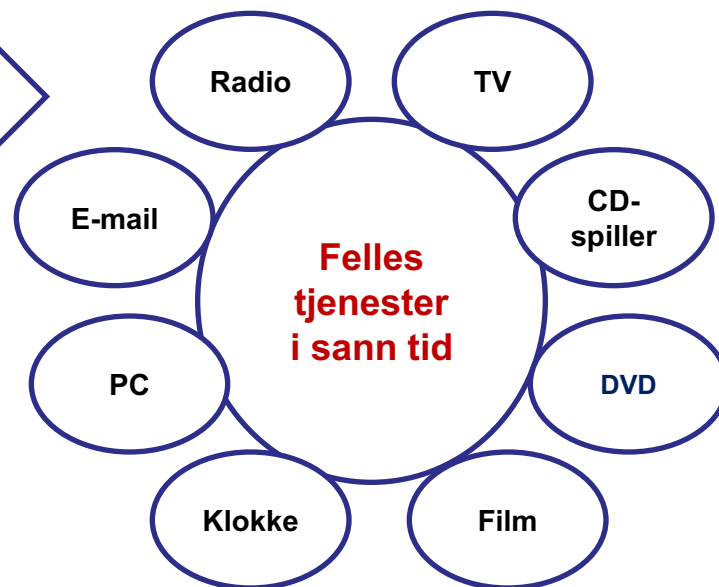 Radio
TV
E-mail
CD-
spiller
Felles
tjenester
i sann tid
PC
DVD
Klokke
Film